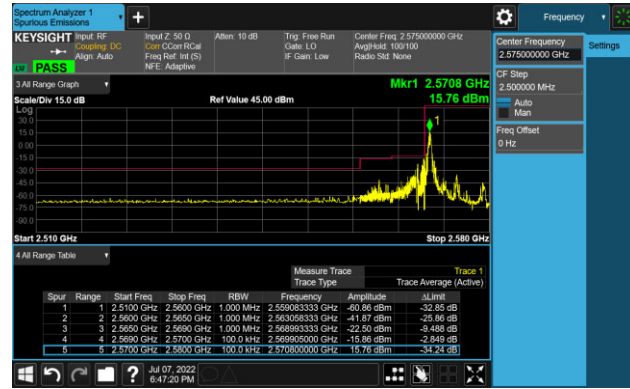 Spectrum Analyzer 1
Spurious Emissions
Frequency
KEYSIGHT Input: RF Input Z: 50 Ω Atten: 10 dB Trig: Free Run Center Freq: 2.575000000 GHz
Coupling: DC Corr CCorr RCal Gate: LO Avg|Hold: 100/100
Align: Auto Freq Ref: Int (S) IF Gain: Low Radio Std: None
NFE: Adaptive
PASS
3 All Range Graph
Mkr1 2.5708 GHz
Scale/Div 15.0 dB Ref Value 45.00 dBm 15.76 dBm
Log
30.0
15.0
0.00
-15.0
-30.0
-45.0
-60.0
-75.0
-90.0
1
Start 2.510 GHz Stop 2.580 GHz
4 All Range Table
Measure Trace Trace 1
Trace Type Trace Average (Active)
Spur Range Start Freq Stop Freq RBW Frequency Amplitude ΔLimit
1 1 2.5100 GHz 2.5600 GHz 1.000 MHz 2.559083333 GHz -60.86 dBm -32.85 dB
2 2 2.5600 GHz 2.5650 GHz 1.000 MHz 2.563058333 GHz -41.87 dBm -25.86 dB
3 3 2.5650 GHz 2.5690 GHz 1.000 MHz 2.568993333 GHz -22.50 dBm -9.488 dB
4 4 2.5690 GHz 2.5700 GHz 100.0 kHz 2.569905000 GHz -15.86 dBm -2.849 dB
5 5 2.5700 GHz 2.5800 GHz 100.0 kHz 2.570800000 GHz 15.76 dBm -34.24 dB
Jul 07, 2022
6:47:20 PM
Center Frequency
2.575000000 GHz
Settings
CF Step
2.500000 MHz
Auto
Man
Freq Offset
0 Hz